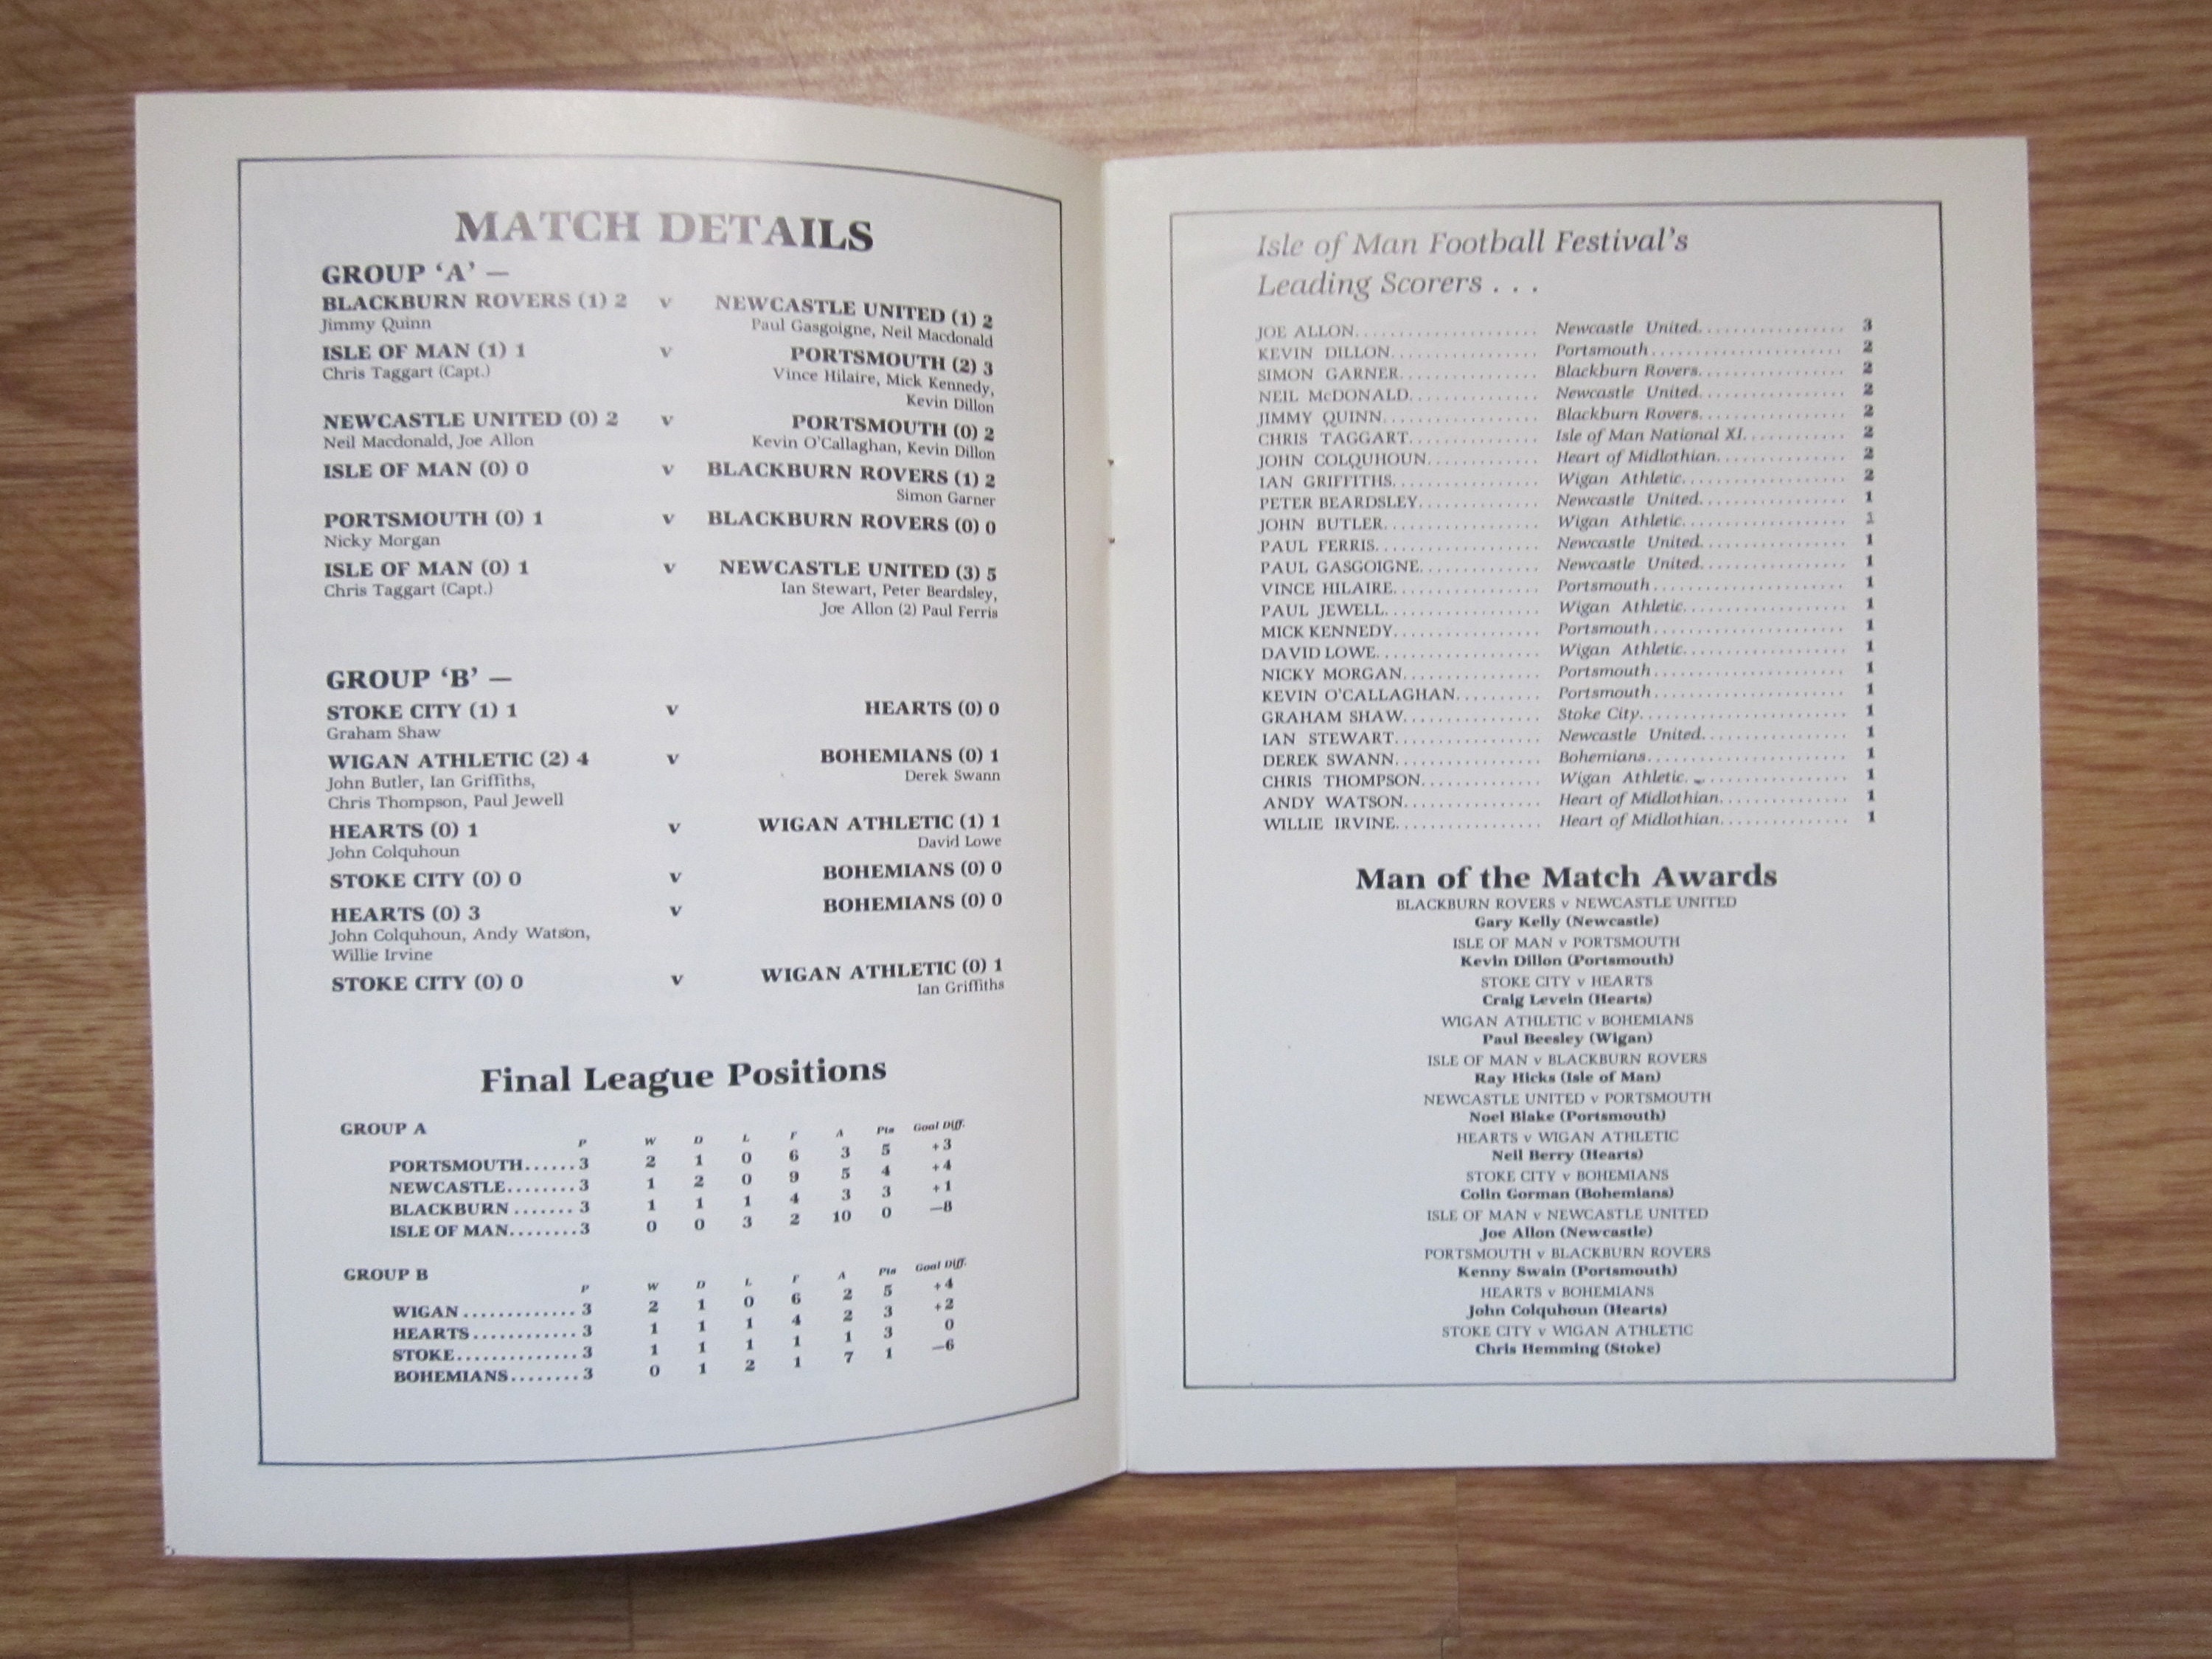 MATCH DETAILS
GROUP ‘A’ —
BLACKBURN ROVERS (1) 2 v NEWCASTLE UNITED (1) 2
Jimmy Quinn Paul Gasgoigne, Neil Macdonald
ISLE OF MAN (1) 1 v PORTSMOUTH (2) 3
Chris Taggart (Capt.) Vince Hilaire, Mick Kennedy,
Kevin Dillon
NEWCASTLE UNITED (0) 2 v PORTSMOUTH (0) 2
Neil Macdonald, Joe Allon Kevin O’Callaghan, Kevin Dillon
ISLE OF MAN (0) 0 v BLACKBURN ROVERS (1) 2
Simon Garner
PORTSMOUTH (0) 1 v BLACKBURN ROVERS (0) 0
Nicky Morgan
ISLE OF MAN (0) 1 v NEWCASTLE UNITED (3) 5
Chris Taggart (Capt.) Ian Stewart, Peter Beardsley,
Joe Allon (2) Paul Ferris
GROUP ‘B’ —
STOKE CITY (1) 1 v HEARTS (0) 0
Graham Shaw
WIGAN ATHLETIC (2) 4 v BOHEMIANS (0) 1
John Butler, Ian Griffiths, Derek Swann
Chris Thompson, Paul Jewell
HEARTS (0) 1 v WIGAN ATHLETIC (1) 1
John Colquhoun David Lowe
STOKE CITY (0) 0 v BOHEMIANS (0) 0
HEARTS (0) 3 v BOHEMIANS (0) 0
John Colquhoun, Andy Watson,
Willie Irvine
STOKE CITY (0) 0 v WIGAN ATHLETIC (0) 1
Ian Griffiths
Final League Positions
GROUP A
P W D L F A Pts Goal Diff.
PORTSMOUTH......3 2 1 0 6 3 5 +3
NEWCASTLE........3 1 2 0 9 5 4 +4
BLACKBURN .......3 1 1 1 4 3 3 +1
ISLE OF MAN........3 0 0 3 2 10 0 —8
GROUP B
P W D L F A Pts Goal Diff.
WIGAN .............3 2 1 0 6 2 5 +4
HEARTS............3 1 1 1 4 2 3 +2
STOKE..............3 1 1 1 1 1 3 0
BOHEMIANS........3 0 1 2 1 7 1 —6
Isle of Man Football Festival’s
Leading Scorers . . .
JOE ALLON........................ Newcastle United................. 3
KEVIN DILLON................... Portsmouth...................... 2
SIMON GARNER.................. Blackburn Rovers................. 2
NEIL McDONALD................. Newcastle United................. 2
JIMMY QUINN.................... Blackburn Rovers................. 2
CHRIS TAGGART................. Isle of Man National XI............ 2
JOHN COLQUHOUN.............. Heart of Midlothian............... 2
IAN GRIFFITHS.................. Wigan Athletic................... 2
PETER BEARDSLEY............... Newcastle United................. 1
JOHN BUTLER.................... Wigan Athletic................... 1
PAUL FERRIS..................... Newcastle United................. 1
PAUL GASGOIGNE............... Newcastle United................. 1
VINCE HILAIRE.................. Portsmouth...................... 1
PAUL JEWELL.................... Wigan Athletic................... 1
MICK KENNEDY.................. Portsmouth...................... 1
DAVID LOWE..................... Wigan Athletic................... 1
NICKY MORGAN................. Portsmouth...................... 1
KEVIN O’CALLAGHAN.......... Portsmouth...................... 1
GRAHAM SHAW................. Stoke City....................... 1
IAN STEWART................... Newcastle United................. 1
DEREK SWANN.................. Bohemians....................... 1
CHRIS THOMPSON............... Wigan Athletic................... 1
ANDY WATSON................. Heart of Midlothian............... 1
WILLIE IRVINE.................. Heart of Midlothian............... 1
Man of the Match Awards
BLACKBURN ROVERS v NEWCASTLE UNITED
Gary Kelly (Newcastle)
ISLE OF MAN v PORTSMOUTH
Kevin Dillon (Portsmouth)
STOKE CITY v HEARTS
Craig Levein (Hearts)
WIGAN ATHLETIC v BOHEMIANS
Paul Beesley (Wigan)
ISLE OF MAN v BLACKBURN ROVERS
Ray Hicks (Isle of Man)
NEWCASTLE UNITED v PORTSMOUTH
Noel Blake (Portsmouth)
HEARTS v WIGAN ATHLETIC
Neil Berry (Hearts)
STOKE CITY v BOHEMIANS
Colin Gorman (Bohemians)
ISLE OF MAN v NEWCASTLE UNITED
Joe Allon (Newcastle)
PORTSMOUTH v BLACKBURN ROVERS
Kenny Swain (Portsmouth)
HEARTS v BOHEMIANS
John Colquhoun (Hearts)
STOKE CITY v WIGAN ATHLETIC
Chris Hemming (Stoke)